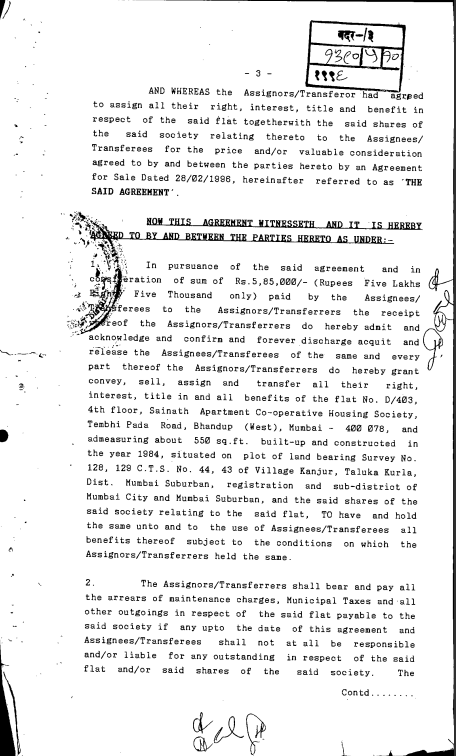 बदर-/३
१९९६
- 3 -
AND WHEREAS the Assignors/Transferor had agreed
to assign all their right, interest, title and benefit in
respect of the said flat togetherwith the said shares of
the said society relating thereto to the Assignees/
Transferees for the price and/or valuable consideration
agreed to by and between the parties hereto by an Agreement
for Sale Dated 28/02/1996, hereinafter referred to as 'THE
SAID AGREEMENT'.
NOW THIS AGREEMENT WITNESSETH AND IT IS HEREBY
AGREED TO BY AND BETWEEN THE PARTIES HERETO AS UNDER:-
1. In pursuance of the said agreement and in
consideration of sum of Rs.5,85,000/- (Rupees Five Lakhs
Eighty Five Thousand only) paid by the Assignees/
Transferees to the Assignors/Transferrers the receipt
thereof the Assignors/Transferrers do hereby admit and
acknowledge and confirm and forever discharge acquit and
release the Assignees/Transferees of the same and every
part thereof the Assignors/Transferrers do hereby grant
convey, sell, assign and transfer all their right,
interest, title in and all benefits of the flat No. D/403,
4th floor, Sainath Apartment Co-operative Housing Society,
Tembhi Pada Road, Bhandup (West), Mumbai - 400 078, and
admeasuring about 550 sq.ft. built-up and constructed in
the year 1984, situated on plot of land bearing Survey No.
128, 129 C.T.S. No. 44, 43 of Village Kanjur, Taluka Kurla,
Dist. Mumbai Suburban, registration and sub-district of
Mumbai City and Mumbai Suburban, and the said shares of the
said society relating to the said flat, TO have and hold
the same unto and to the use of Assignees/Transferees all
benefits thereof subject to the conditions on which the
Assignors/Transferrers held the same.
2. The Assignors/Transferrers shall bear and pay all
the arrears of maintenance charges, Municipal Taxes and all
other outgoings in respect of the said flat payable to the
said society if any upto the date of this agreement and
Assignees/Transferees shall not at all be responsible
and/or liable for any outstanding in respect of the said
flat and/or said shares of the said society. The
Contd........